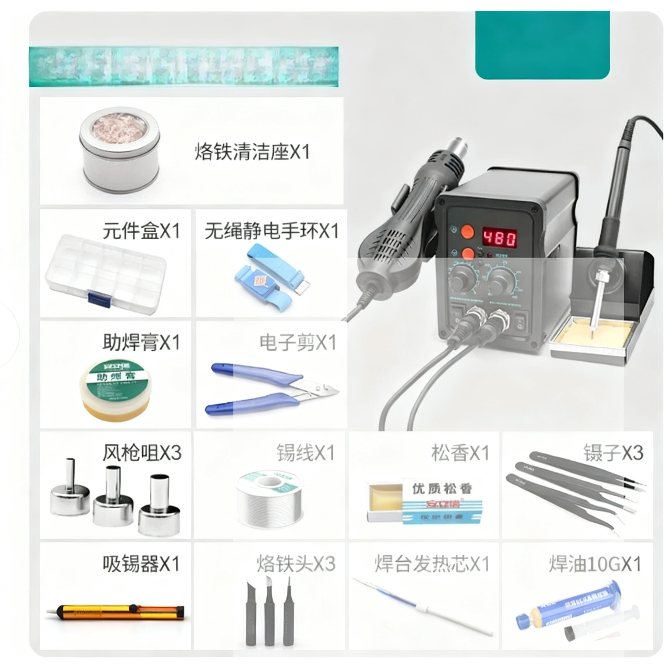 烙铁清洁座X1
元件盒X1
无绳静电手环X1
480
助焊膏X1
电子剪X1
助焊膏
风枪咀X3
锡线X1
松香X1
镊子X3
优质松香
吸锡器X1
烙铁头X3
焊台发热芯X1
焊油10GX1